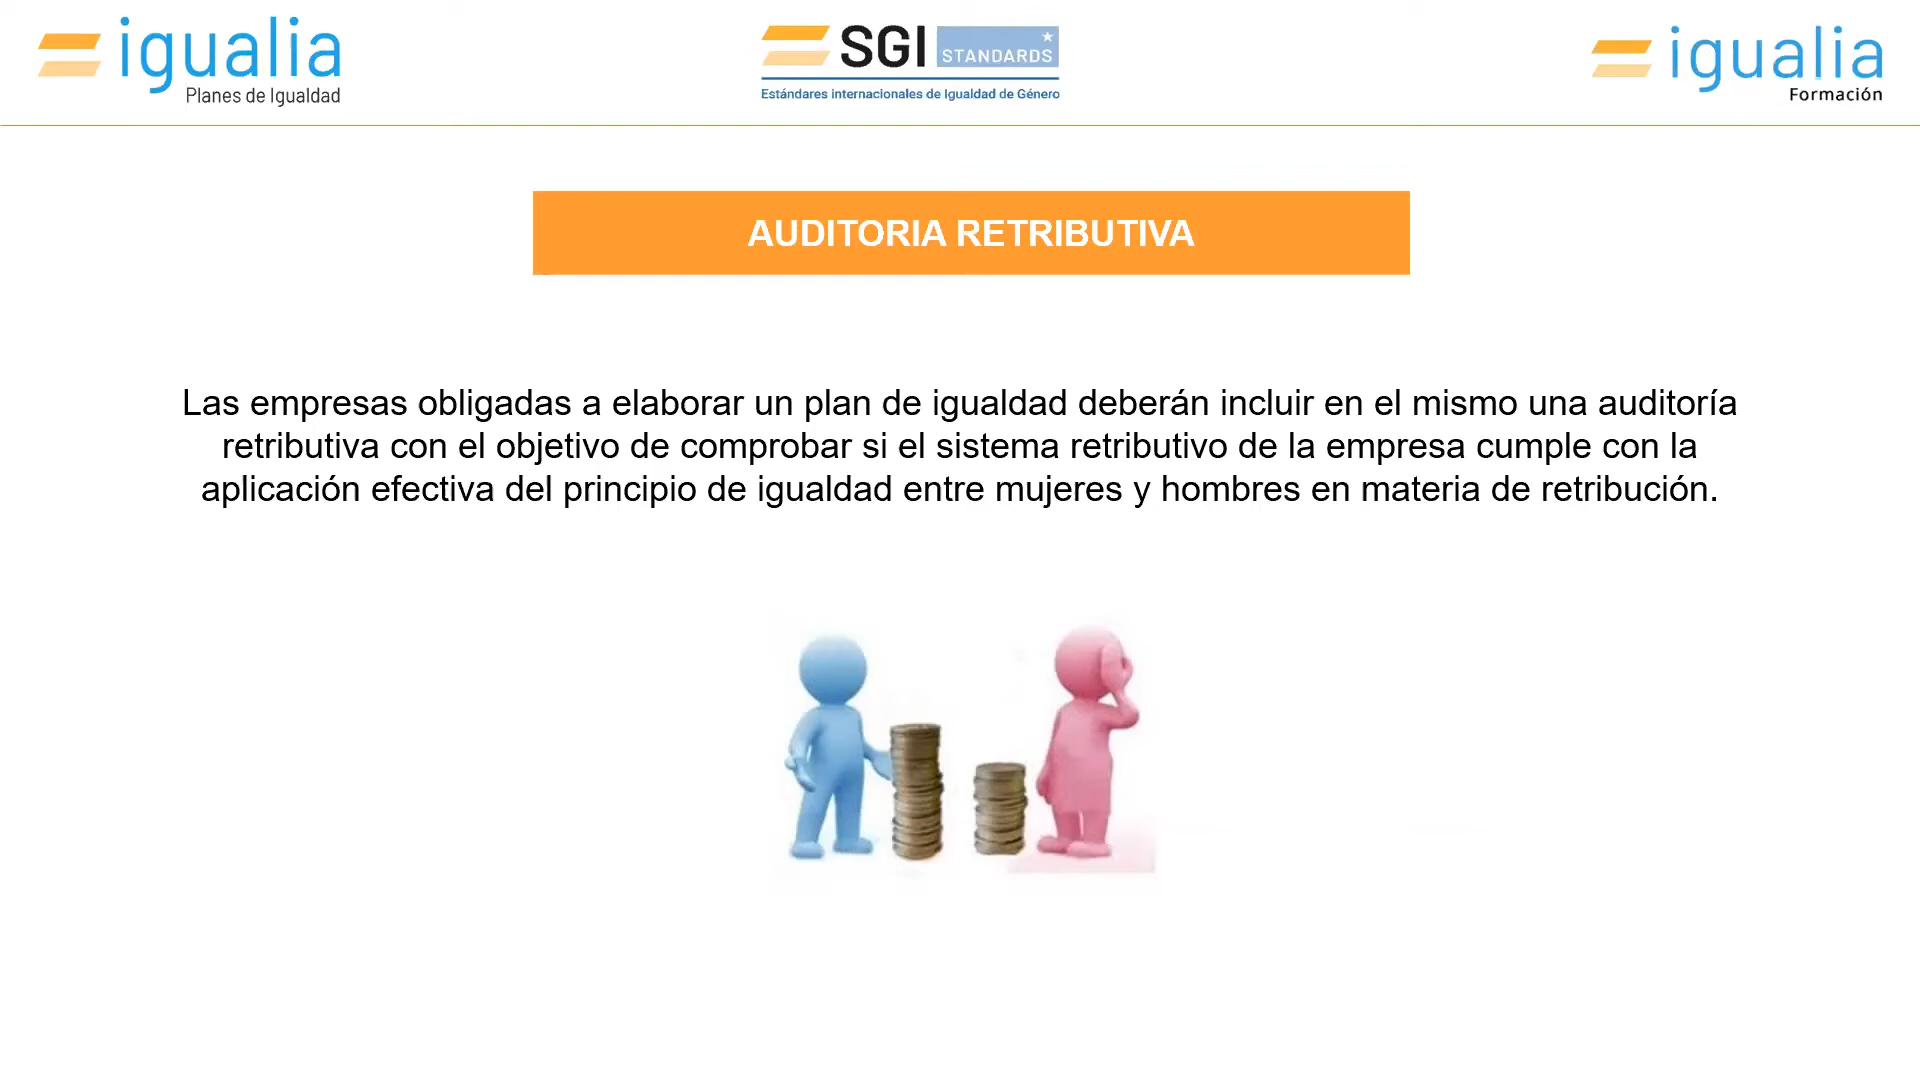 igualia
Planes de Igualdad
SGI STANDARDS
Estándares internacionales de Igualdad de Género
igualia
Formación
AUDITORIA RETRIBUTIVA
Las empresas obligadas a elaborar un plan de igualdad deberán incluir en el mismo una auditoría
retributiva con el objetivo de comprobar si el sistema retributivo de la empresa cumple con la
aplicación efectiva del principio de igualdad entre mujeres y hombres en materia de retribución.